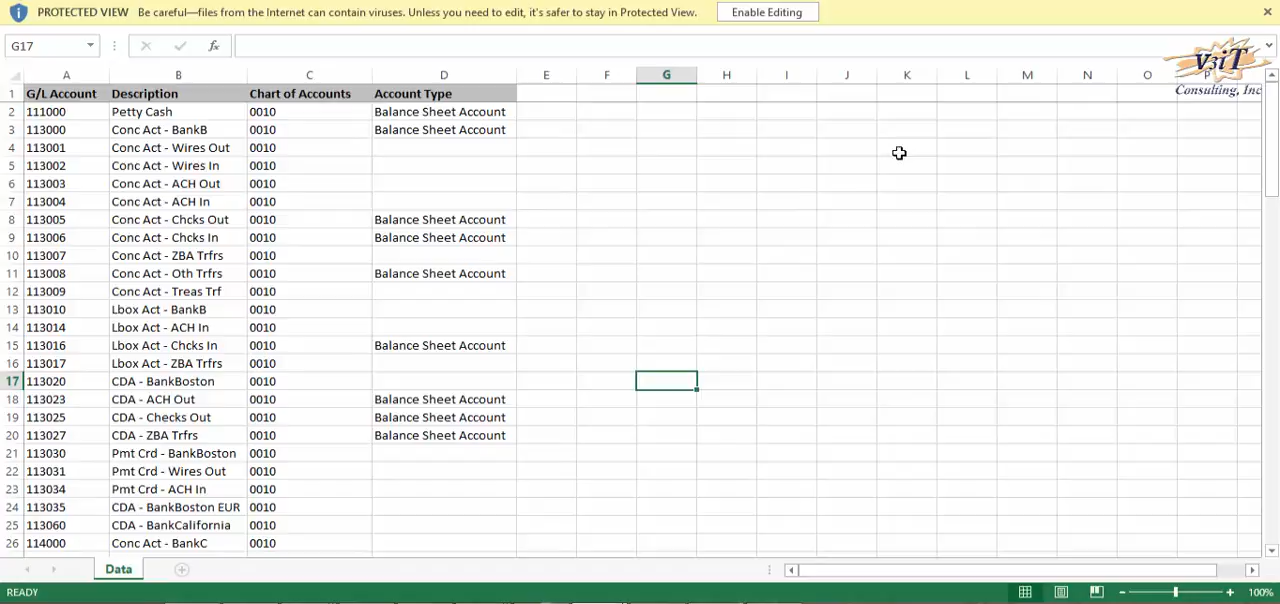 PROTECTED VIEW Be careful—files from the Internet can contain viruses. Unless you need to edit, it's safer to stay in Protected View. Enable Editing
G17 fx
V3iT
Consulting, Inc
A B C D E F G H I J K L M N O P
1 G/L Account Description Chart of Accounts Account Type
2 111000 Petty Cash 0010 Balance Sheet Account
3 113000 Conc Act - BankB 0010 Balance Sheet Account
4 113001 Conc Act - Wires Out 0010
5 113002 Conc Act - Wires In 0010
6 113003 Conc Act - ACH Out 0010
7 113004 Conc Act - ACH In 0010
8 113005 Conc Act - Chcks Out 0010 Balance Sheet Account
9 113006 Conc Act - Chcks In 0010 Balance Sheet Account
10 113007 Conc Act - ZBA Trfrs 0010
11 113008 Conc Act - Oth Trfrs 0010 Balance Sheet Account
12 113009 Conc Act - Treas Trf 0010
13 113010 Lbox Act - BankB 0010
14 113014 Lbox Act - ACH In 0010
15 113016 Lbox Act - Chcks In 0010 Balance Sheet Account
16 113017 Lbox Act - ZBA Trfrs 0010
17 113020 CDA - BankBoston 0010
18 113023 CDA - ACH Out 0010 Balance Sheet Account
19 113025 CDA - Checks Out 0010 Balance Sheet Account
20 113027 CDA - ZBA Trfrs 0010 Balance Sheet Account
21 113030 Pmt Crd - BankBoston 0010
22 113031 Pmt Crd - Wires Out 0010
23 113034 Pmt Crd - ACH In 0010
24 113035 CDA - BankBoston EUR 0010
25 113060 CDA - BankCalifornia 0010
26 114000 Conc Act - BankC 0010
Data
READY 100%